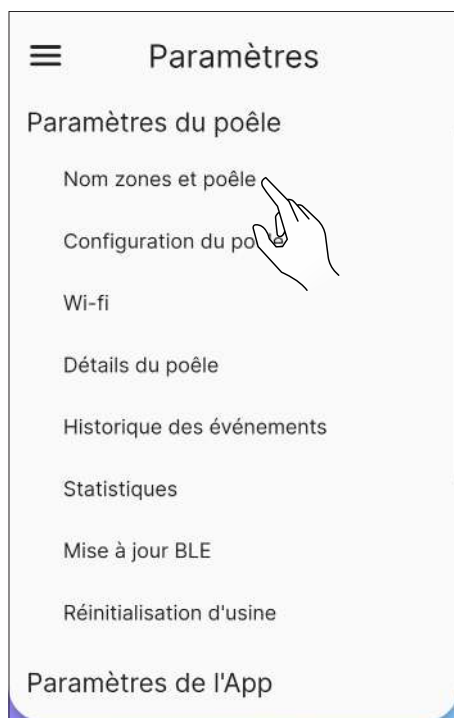 Paramètres
Paramètres du poêle
Nom zones et poêle
Configuration du poêle
Wi-fi
Détails du poêle
Historique des événements
Statistiques
Mise à jour BLE
Réinitialisation d'usine
Paramètres de l'App